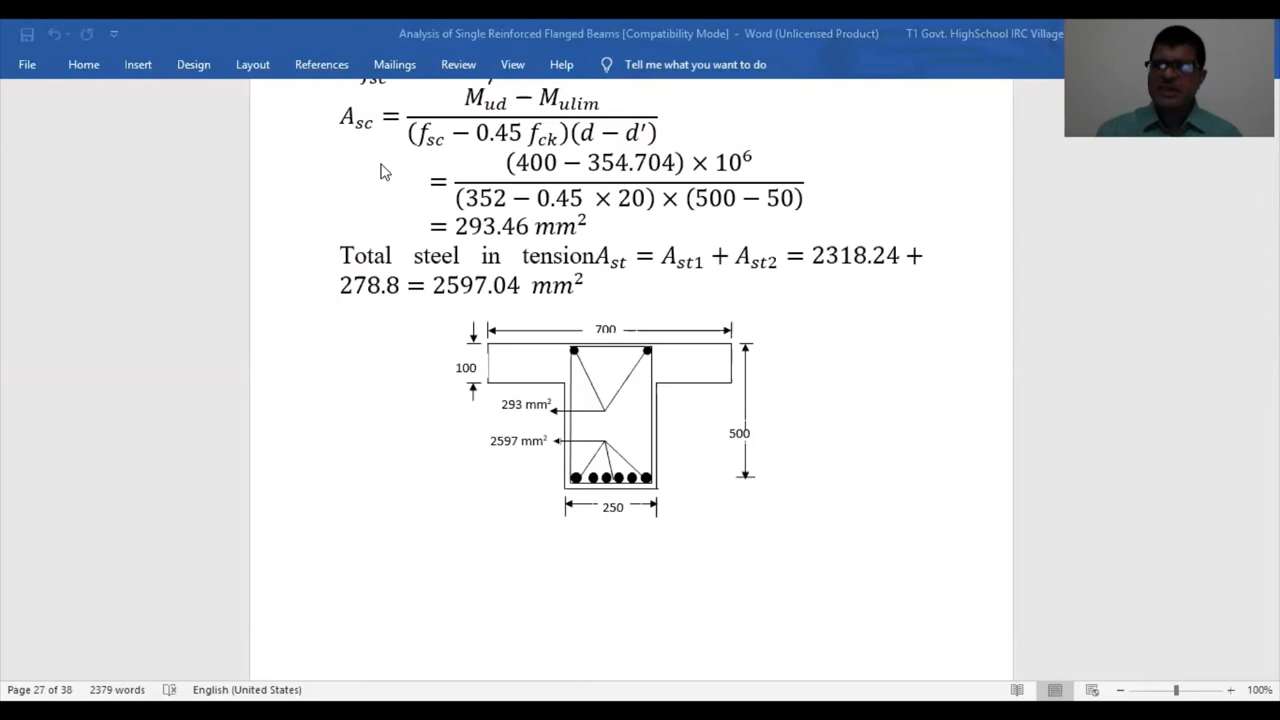 Analysis of Single Reinforced Flanged Beams [Compatibility Mode] - Word (Unlicensed Product)
T1 Govt. HighSchool IRC Village
File Home Insert Design Layout References Mailings Review View Help Tell me what you want to do
A_sc = (M_ud − M_ulim) / ((f_sc − 0.45 f_ck)(d − d′))
= ((400 − 354.704) × 10⁶) / ((352 − 0.45 × 20) × (500 − 50))
= 293.46 mm²
Total steel in tensionA_st = A_st1 + A_st2 = 2318.24 +
278.8 = 2597.04 mm²
700
100
293 mm²
500
2597 mm²
250
Page 27 of 38 2379 words English (United States) 100%